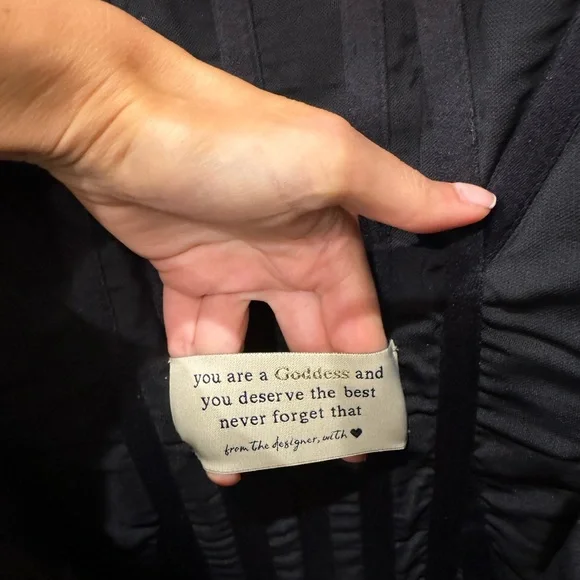 you are a Goddess and
you deserve the best
never forget that
from the designer, with ♥